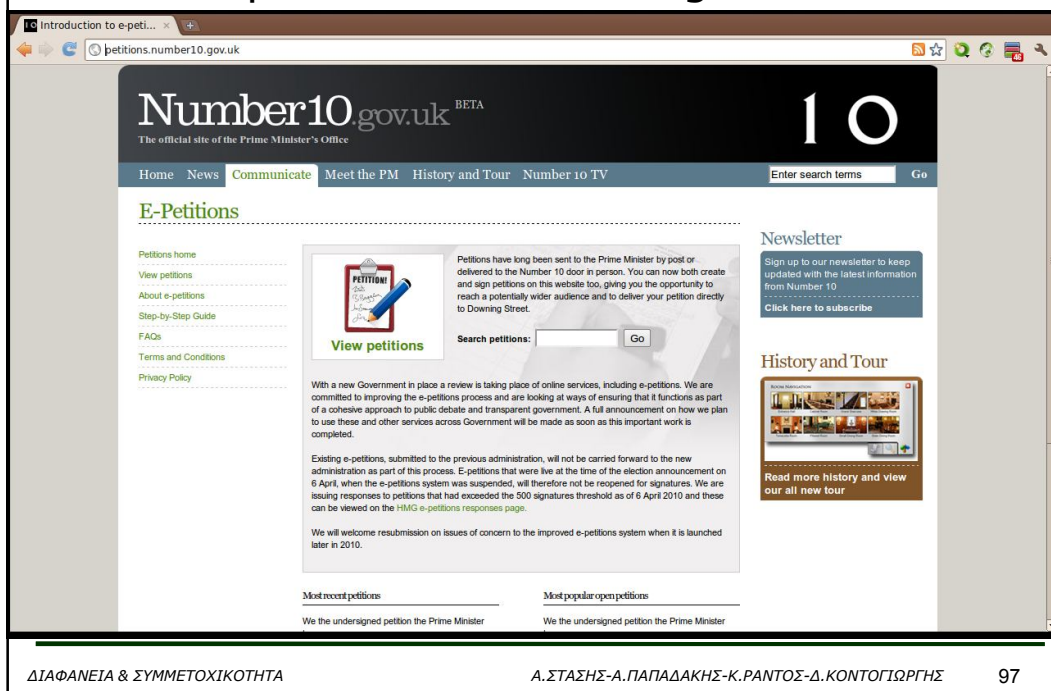 Introduction to e-peti...
petitions.number10.gov.uk
46
Number10.gov.uk BETA
The official site of the Prime Minister's Office
10
Home News Communicate Meet the PM History and Tour Number 10 TV
Enter search terms Go
E-Petitions
Petitions home
View petitions
About e-petitions
Step-by-Step Guide
FAQs
Terms and Conditions
Privacy Policy
PETITION!
View petitions
Petitions have long been sent to the Prime Minister by post or
delivered to the Number 10 door in person. You can now both create
and sign petitions on this website too, giving you the opportunity to
reach a potentially wider audience and to deliver your petition directly
to Downing Street.
Search petitions: Go
With a new Government in place a review is taking place of online services, including e-petitions. We are
committed to improving the e-petitions process and are looking at ways of ensuring that it functions as part
of a cohesive approach to public debate and transparent government. A full announcement on how we plan
to use these and other services across Government will be made as soon as this important work is
completed.
Existing e-petitions, submitted to the previous administration, will not be carried forward to the new
administration as part of this process. E-petitions that were live at the time of the election announcement on
6 April, when the e-petitions system was suspended, will therefore not be reopened for signatures. We are
issuing responses to petitions that had exceeded the 500 signatures threshold as of 6 April 2010 and these
can be viewed on the HMG e-petitions responses page.
We will welcome resubmission on issues of concern to the improved e-petitions system when it is launched
later in 2010.
Most recent petitions
We the undersigned petition the Prime Minister
Most popular open petitions
We the undersigned petition the Prime Minister
Newsletter
Sign up to our newsletter to keep
updated with the latest information
from Number 10
Click here to subscribe
History and Tour
Read more history and view
our all new tour
ΔΙΑΦΑΝΕΙΑ & ΣΥΜΜΕΤΟΧΙΚΟΤΗΤΑ Α.ΣΤΑΣΗΣ-Α.ΠΑΠΑΔΑΚΗΣ-Κ.ΡΑΝΤΟΣ-Δ.ΚΟΝΤΟΓΙΩΡΓΗΣ 97